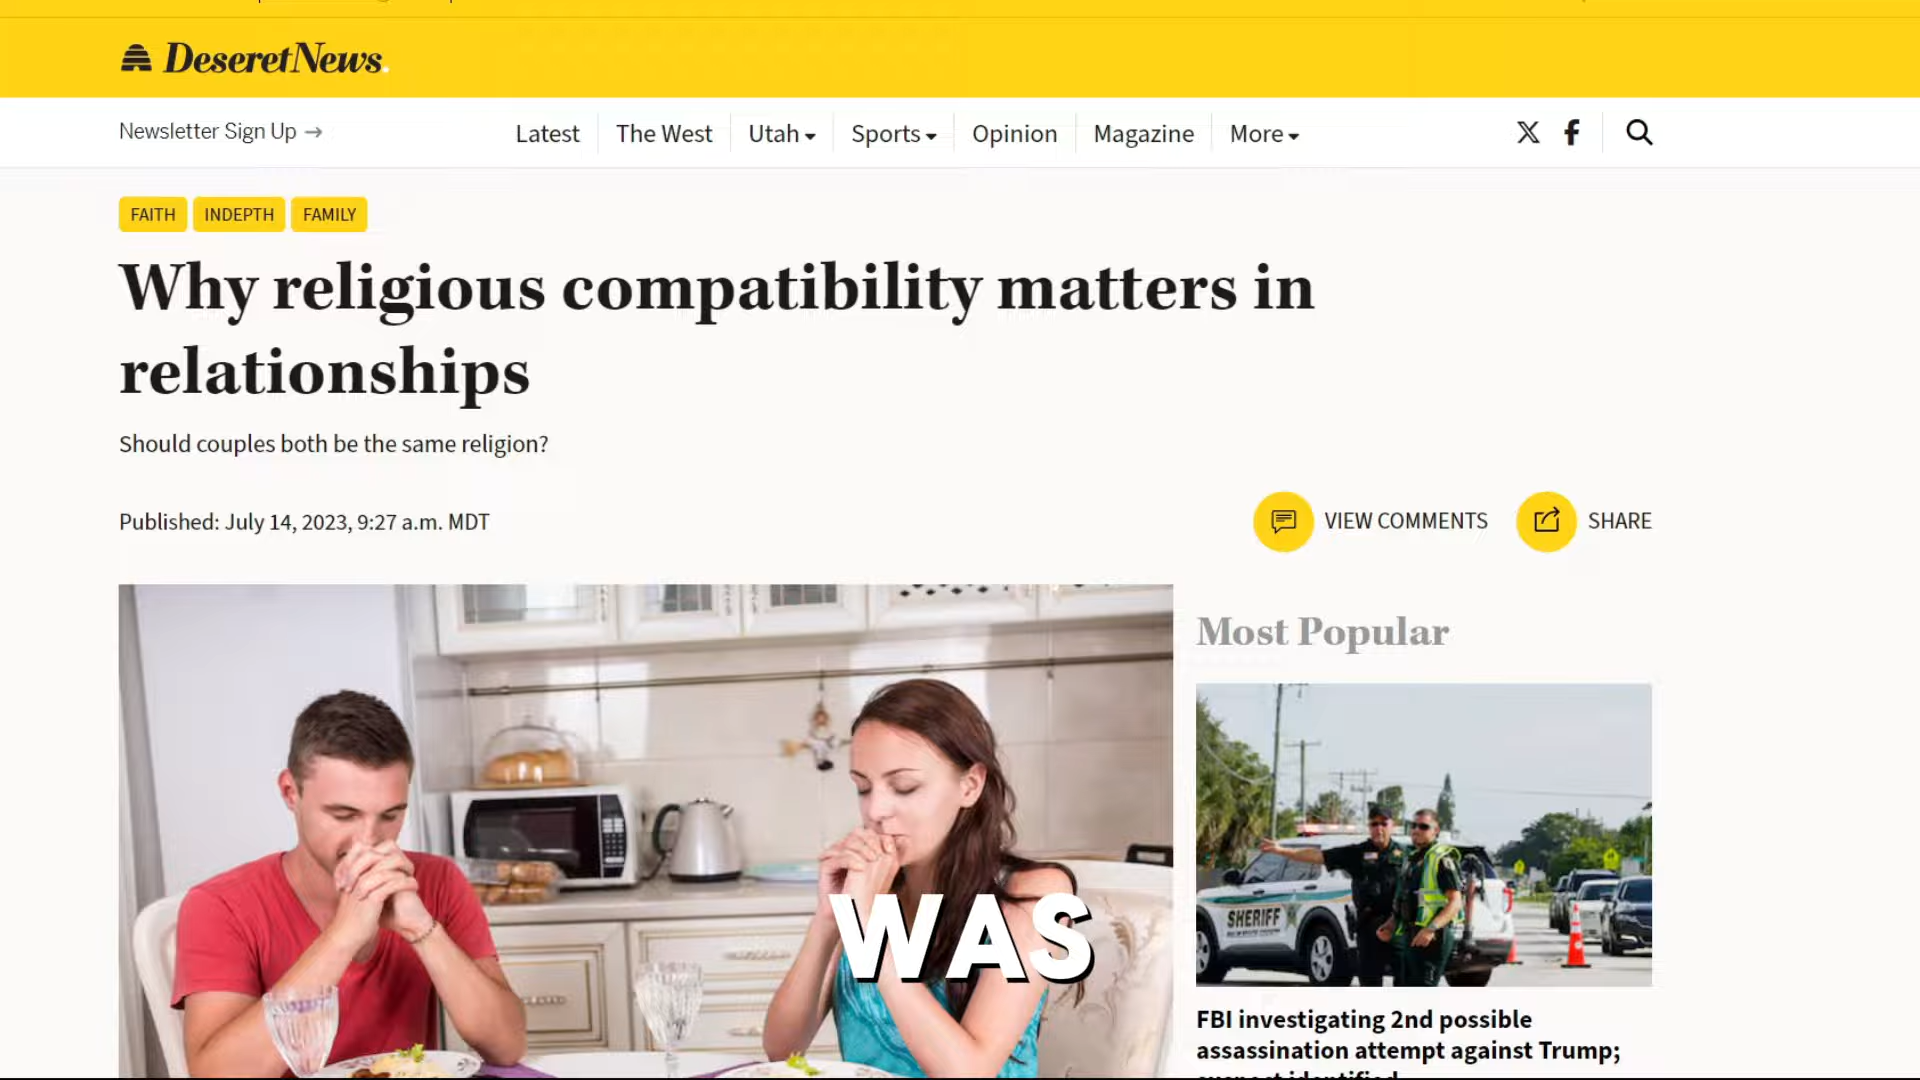 DeseretNews.
Newsletter Sign Up →
Latest
The West
Utah
Sports
Opinion
Magazine
More
FAITH
INDEPTH
FAMILY
Why religious compatibility matters in
relationships
Should couples both be the same religion?
Published: July 14, 2023, 9:27 a.m. MDT
VIEW COMMENTS
SHARE
WAS
Most Popular
SHERIFF
FBI investigating 2nd possible
assassination attempt against Trump;